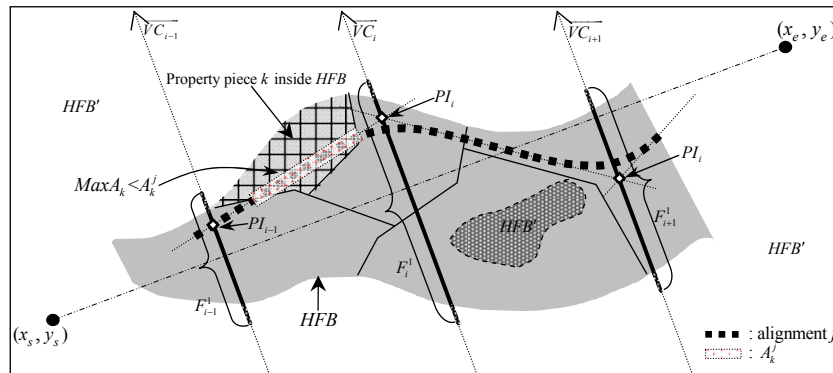 VC_{i-1}
VC_i
VC_{i+1}
(x_e, y_e)
Property piece k inside HFB
HFB'
PI_i
MaxA_k<A_k^j
PI_i
PI_{i-1}
HFB'
F_{i+1}^1
HFB'
F_{i-1}^1
F_i^1
(x_s, y_s)
HFB
: alignment j
: A_k^j